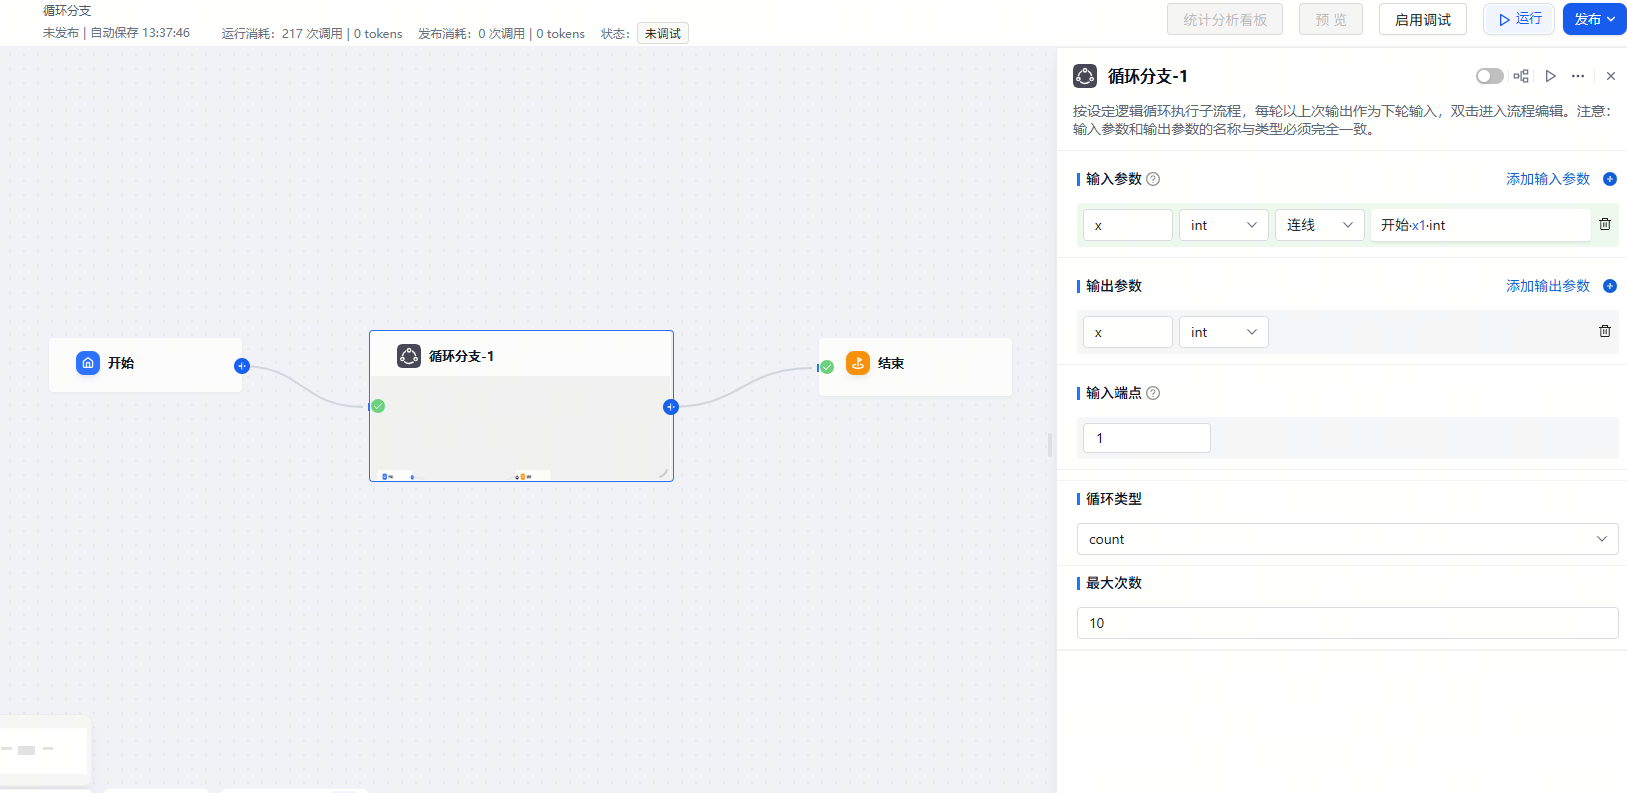 循环分支
未发布 | 自动保存 13:37:46
运行消耗：217 次调用 | 0 tokens
发布消耗：0 次调用 | 0 tokens
状态：
未调试
统计分析看板
预 览
启用调试
运行
发布
开始
循环分支-1
结束
循环分支-1
按设定逻辑循环执行子流程，每轮以上次输出作为下轮输入，双击进入流程编辑。注意：
输入参数和输出参数的名称与类型必须完全一致。
输入参数
添加输入参数
x
int
连线
开始·x1·int
输出参数
添加输出参数
x
int
输入端点
1
循环类型
count
最大次数
10